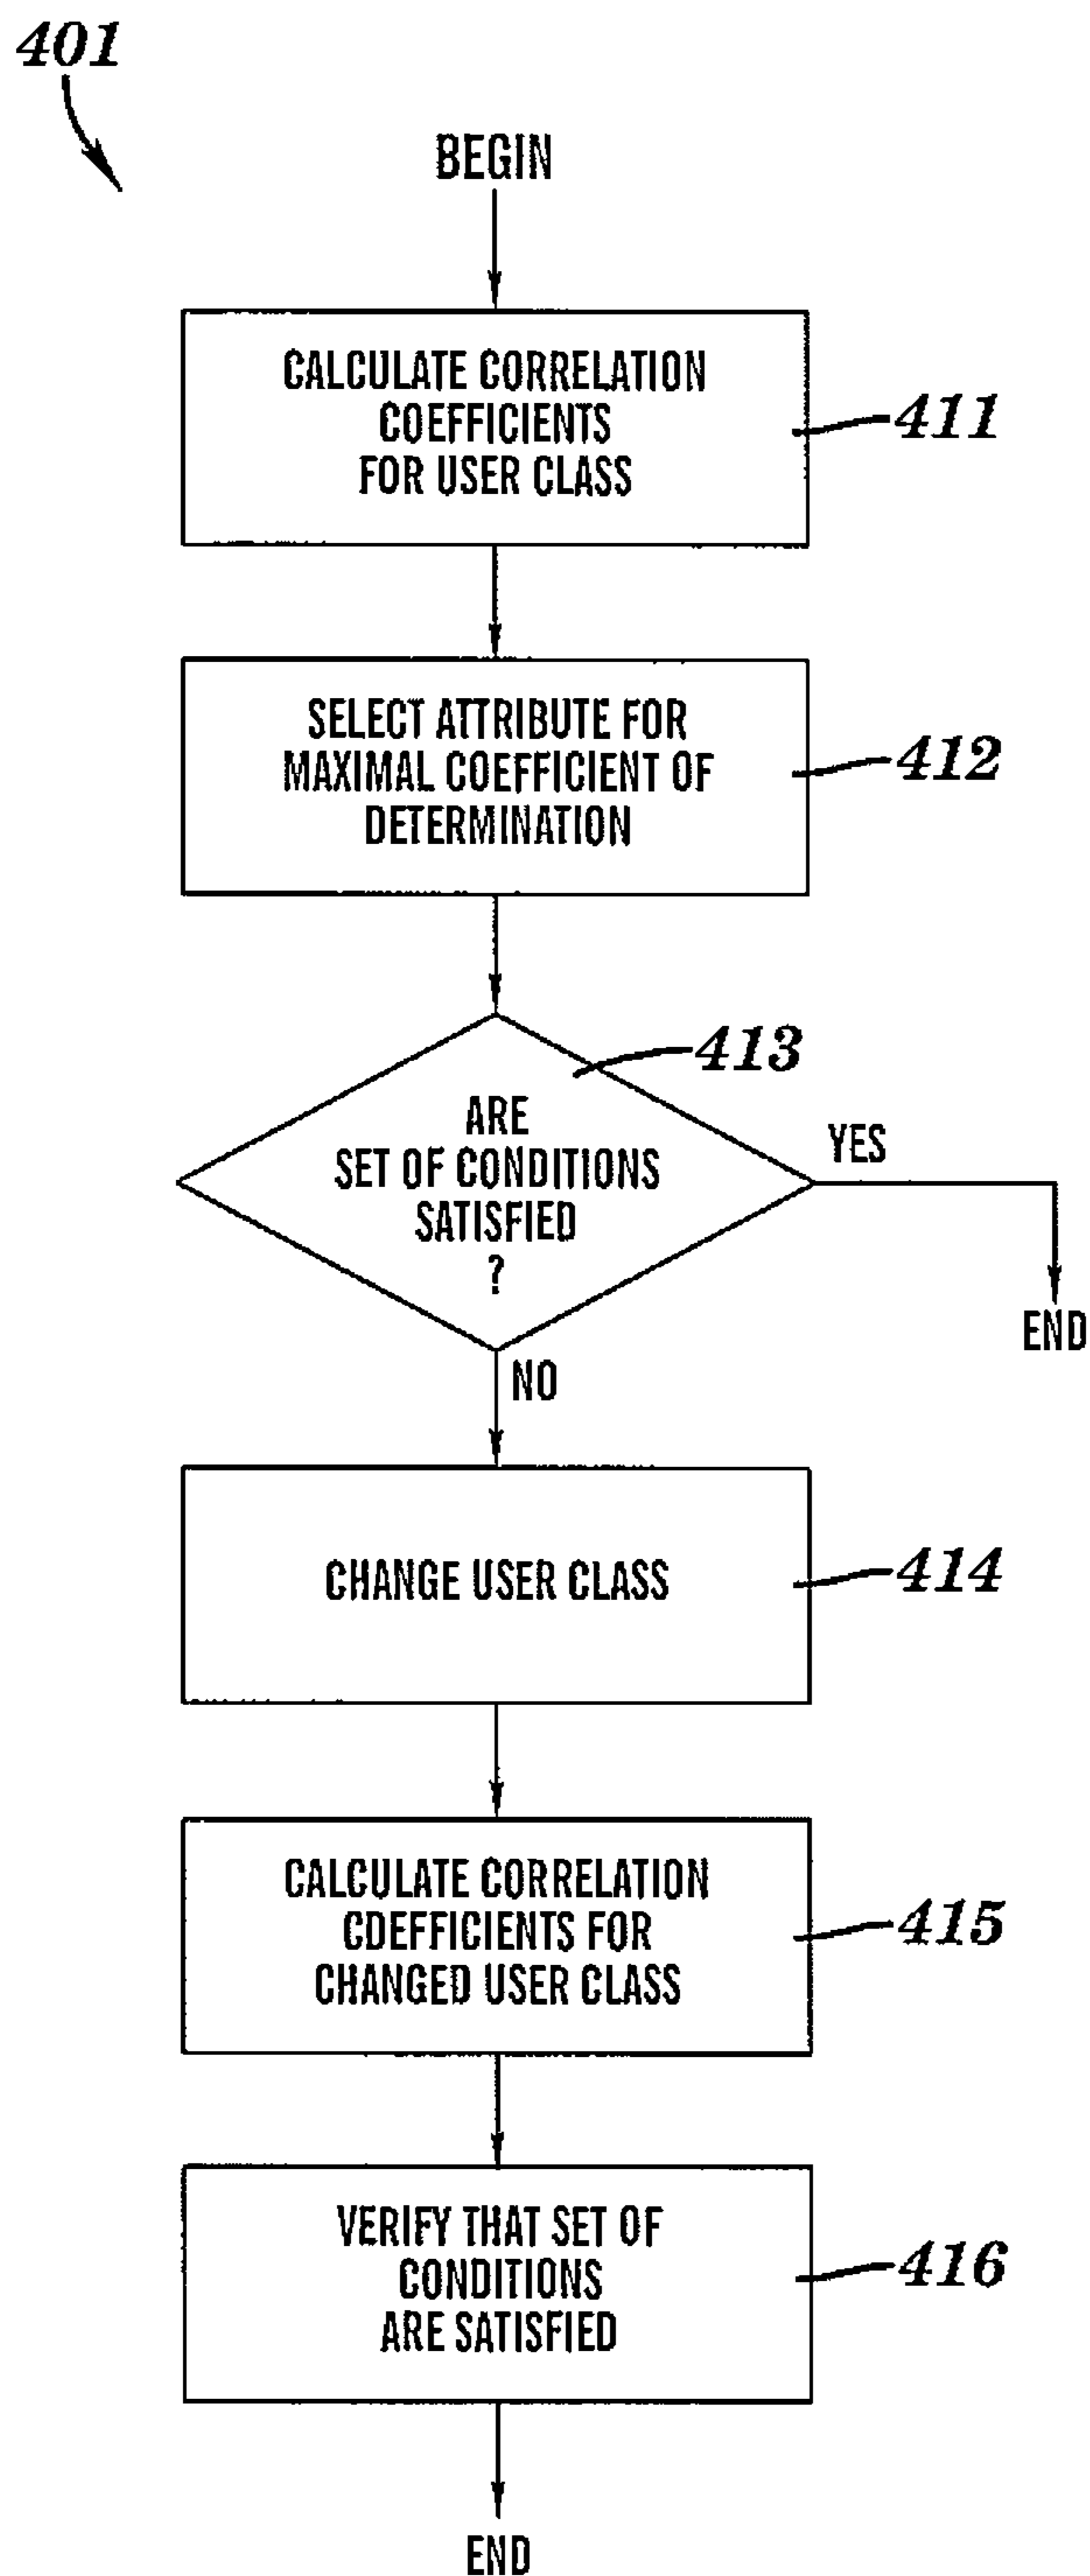 401
BEGIN
CALCULATE CORRELATION
COEFFICIENTS
FOR USER CLASS
411
SELECT ATTRIBUTE FOR
MAXIMAL COEFFICIENT OF
DETERMINATION
412
413
ARE
SET OF CONDITIONS
SATISFIED
?
YES
END
NO
CHANGE USER CLASS
414
CALCULATE CORRELATION
CDEFFICIENTS FOR
CHANGED USER CLASS
415
VERIFY THAT SET OF
CONDITIONS
ARE SATISFIED
416
END